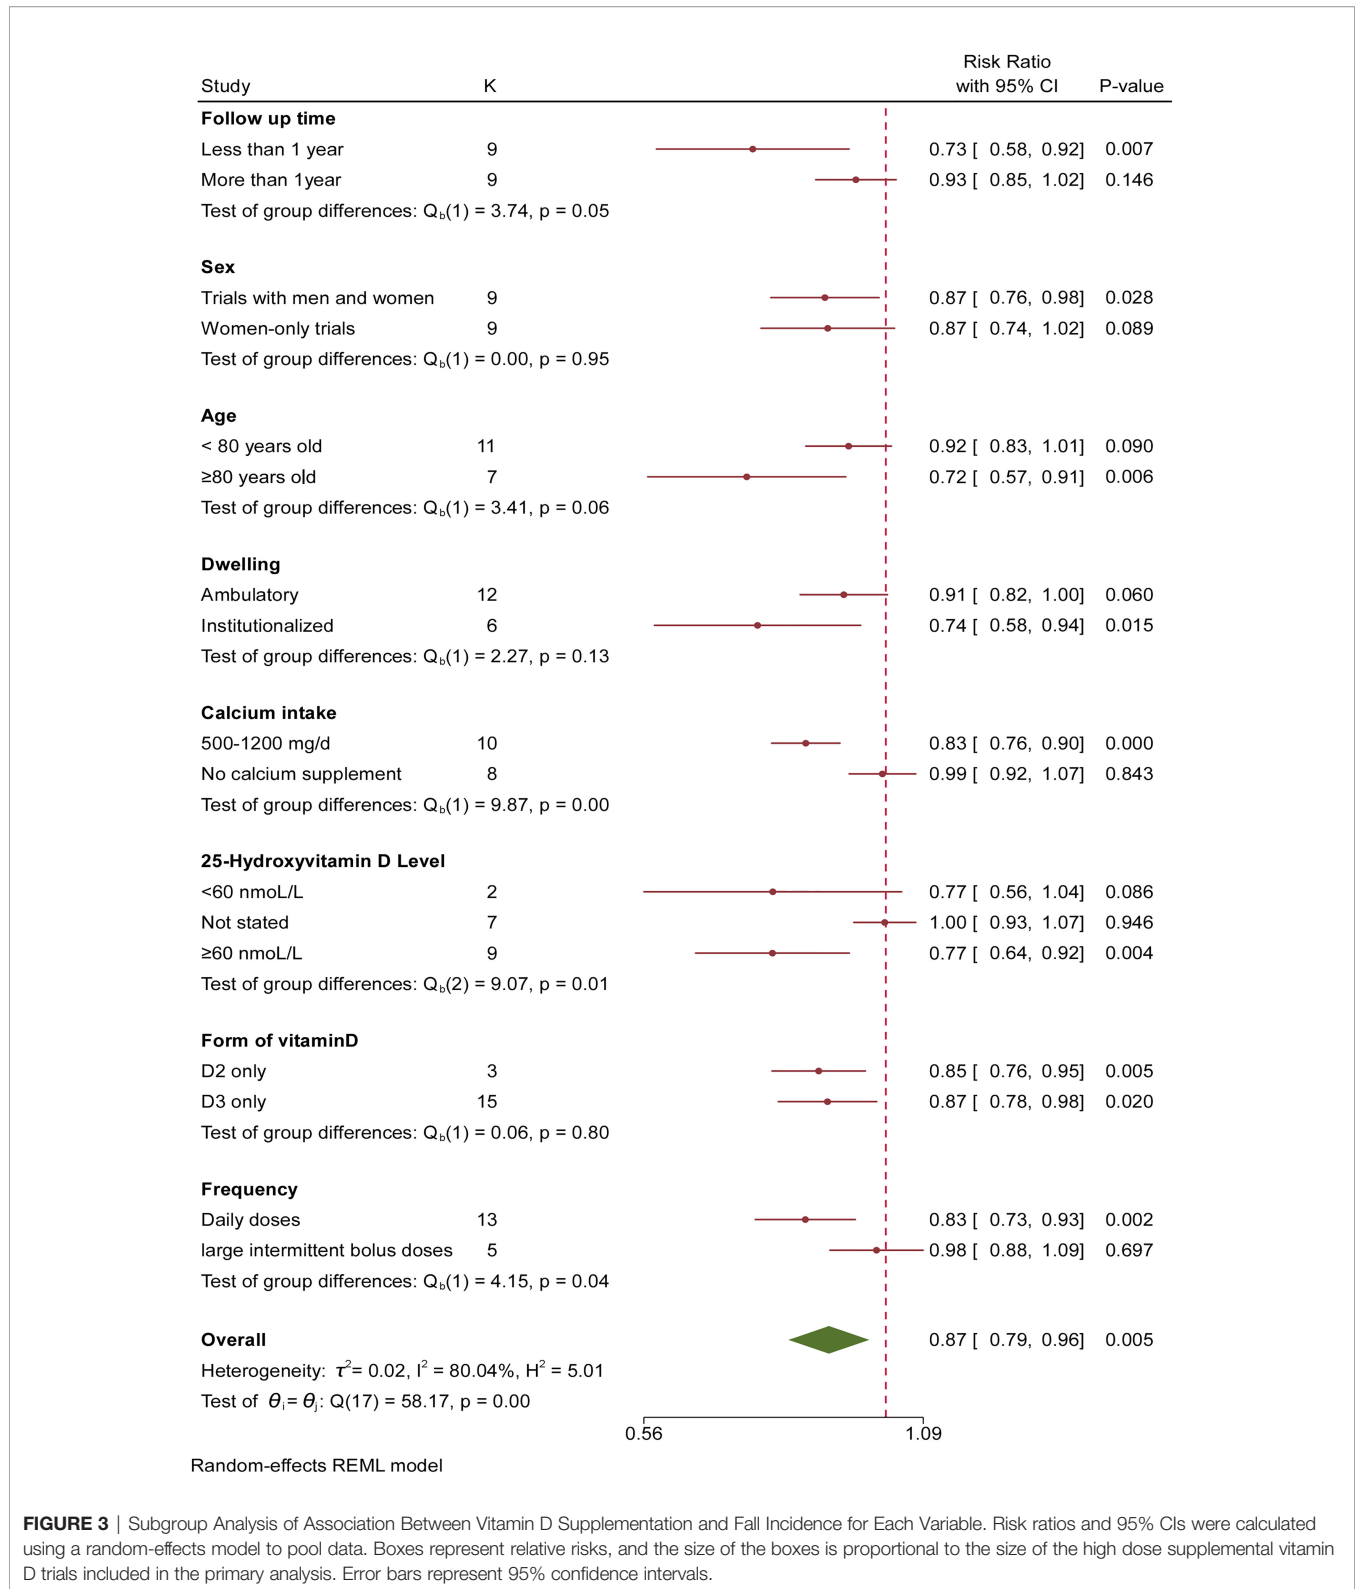 Risk Ratio
Study K with 95% CI P-value
Follow up time
Less than 1 year 9 0.73 [ 0.58, 0.92] 0.007
More than 1year 9 0.93 [ 0.85, 1.02] 0.146
Test of group differences: Qb(1) = 3.74, p = 0.05
Sex
Trials with men and women 9 0.87 [ 0.76, 0.98] 0.028
Women-only trials 9 0.87 [ 0.74, 1.02] 0.089
Test of group differences: Qb(1) = 0.00, p = 0.95
Age
< 80 years old 11 0.92 [ 0.83, 1.01] 0.090
≥80 years old 7 0.72 [ 0.57, 0.91] 0.006
Test of group differences: Qb(1) = 3.41, p = 0.06
Dwelling
Ambulatory 12 0.91 [ 0.82, 1.00] 0.060
Institutionalized 6 0.74 [ 0.58, 0.94] 0.015
Test of group differences: Qb(1) = 2.27, p = 0.13
Calcium intake
500-1200 mg/d 10 0.83 [ 0.76, 0.90] 0.000
No calcium supplement 8 0.99 [ 0.92, 1.07] 0.843
Test of group differences: Qb(1) = 9.87, p = 0.00
25-Hydroxyvitamin D Level
<60 nmoL/L 2 0.77 [ 0.56, 1.04] 0.086
Not stated 7 1.00 [ 0.93, 1.07] 0.946
≥60 nmoL/L 9 0.77 [ 0.64, 0.92] 0.004
Test of group differences: Qb(2) = 9.07, p = 0.01
Form of vitaminD
D2 only 3 0.85 [ 0.76, 0.95] 0.005
D3 only 15 0.87 [ 0.78, 0.98] 0.020
Test of group differences: Qb(1) = 0.06, p = 0.80
Frequency
Daily doses 13 0.83 [ 0.73, 0.93] 0.002
large intermittent bolus doses 5 0.98 [ 0.88, 1.09] 0.697
Test of group differences: Qb(1) = 4.15, p = 0.04
Overall 0.87 [ 0.79, 0.96] 0.005
Heterogeneity: τ2= 0.02, I2 = 80.04%, H2 = 5.01
Test of θi= θj: Q(17) = 58.17, p = 0.00
0.56 1.09
Random-effects REML model
FIGURE 3 | Subgroup Analysis of Association Between Vitamin D Supplementation and Fall Incidence for Each Variable. Risk ratios and 95% CIs were calculated
using a random-effects model to pool data. Boxes represent relative risks, and the size of the boxes is proportional to the size of the high dose supplemental vitamin
D trials included in the primary analysis. Error bars represent 95% confidence intervals.